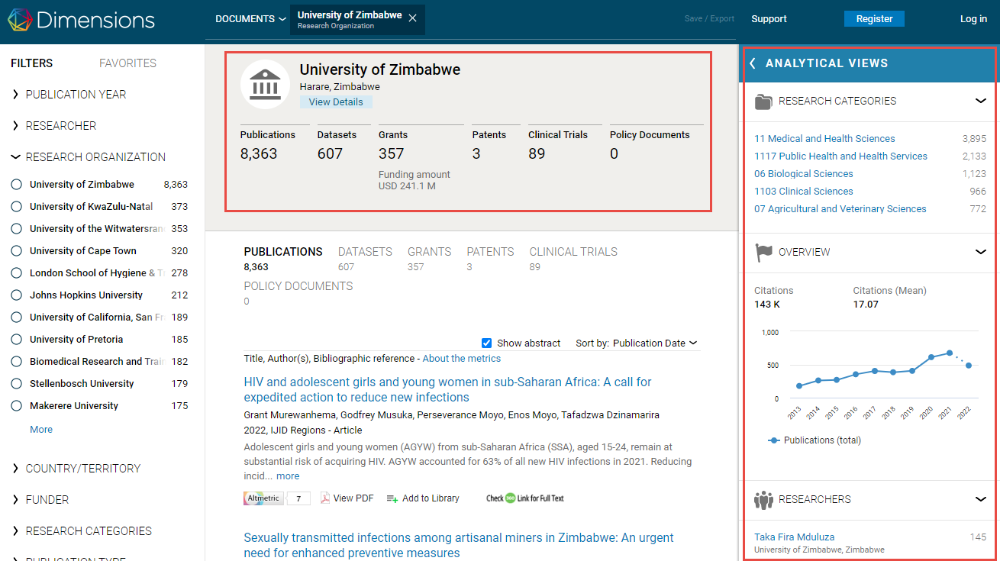 Dimensions
DOCUMENTS
University of Zimbabwe
Research Organization
Save / Export
Support
Register
Log in
FILTERS
FAVORITES
PUBLICATION YEAR
RESEARCHER
RESEARCH ORGANIZATION
University of Zimbabwe 8,363
University of KwaZulu-Natal 373
University of the Witwatersran 353
University of Cape Town 320
London School of Hygiene & T 278
Johns Hopkins University 212
University of California, San Fr 189
University of Pretoria 185
Biomedical Research and Train 182
Stellenbosch University 179
Makerere University 175
More
COUNTRY/TERRITORY
FUNDER
RESEARCH CATEGORIES
PUBLICATION TYPE
University of Zimbabwe
Harare, Zimbabwe
View Details
Publications Datasets Grants Patents Clinical Trials Policy Documents
8,363 607 357 3 89 0
Funding amount
USD 241.1 M
PUBLICATIONS DATASETS GRANTS PATENTS CLINICAL TRIALS
8,363 607 357 3 89
POLICY DOCUMENTS
0
Show abstract Sort by: Publication Date
Title, Author(s), Bibliographic reference - About the metrics
HIV and adolescent girls and young women in sub-Saharan Africa: A call for
expedited action to reduce new infections
Grant Murewanhema, Godfrey Musuka, Perseverance Moyo, Enos Moyo, Tafadzwa Dzinamarira
2022, IJID Regions - Article
Adolescent girls and young women (AGYW) from sub-Saharan Africa (SSA), aged 15-24, remain at
substantial risk of acquiring HIV. AGYW accounted for 63% of all new HIV infections in 2021. Reducing
incid... more
Altmetric 7 View PDF Add to Library Check 360 Link for Full Text
Sexually transmitted infections among artisanal miners in Zimbabwe: An urgent
need for enhanced preventive measures
ANALYTICAL VIEWS
RESEARCH CATEGORIES
11 Medical and Health Sciences 3,895
1117 Public Health and Health Services 2,133
06 Biological Sciences 1,123
1103 Clinical Sciences 966
07 Agricultural and Veterinary Sciences 772
OVERVIEW
Citations Citations (Mean)
143 K 17.07
1,000
500
0
2013 2014 2015 2016 2017 2018 2019 2020 2021 2022
Publications (total)
RESEARCHERS
Taka Fira Mduluza 145
University of Zimbabwe, Zimbabwe